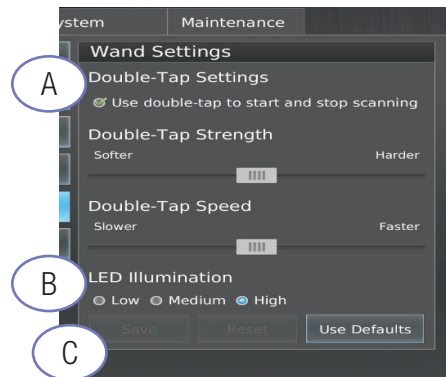 ystem Maintenance
Wand Settings
A
Double-Tap Settings
Use double-tap to start and stop scanning
Double-Tap Strength
Softer Harder
Double-Tap Speed
Slower Faster
B
LED Illumination
Low Medium High
Save Reset Use Defaults
C